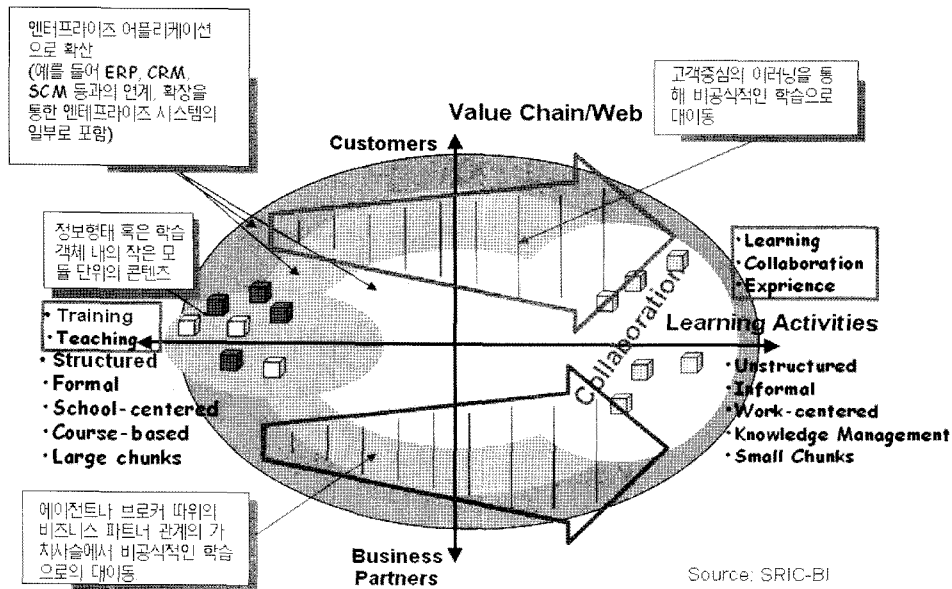 엔터프라이즈 어플리케이션
으로 확산
(예를 들어 ERP, CRM,
SCM 등과의 연계, 확장을
통한 엔테프라이즈 시스템의
일부로 포함)
고객중심의 이러닝을 통
해 비공식적인 학습으로
대이동
Value Chain/Web
Customers
정보형태 혹은 학습
객체 내의 작은 모
듈 단위의 콘텐츠
• Learning
• Collaboration
• Exprience
Collaboration
• Training
• Teaching
Learning Activities
• Structured
• Formal
• School-centered
• Course-based
• Large chunks
• Unstructured
• Informal
• Work-centered
• Knowledge Management
• Small Chunks
에이전트나 브로커 따위의
비즈니스 파트너 관계의 가
치사슬에서 비공식적인 학습
으로의 대이동
Business
Partners
Source: SRIC-BI